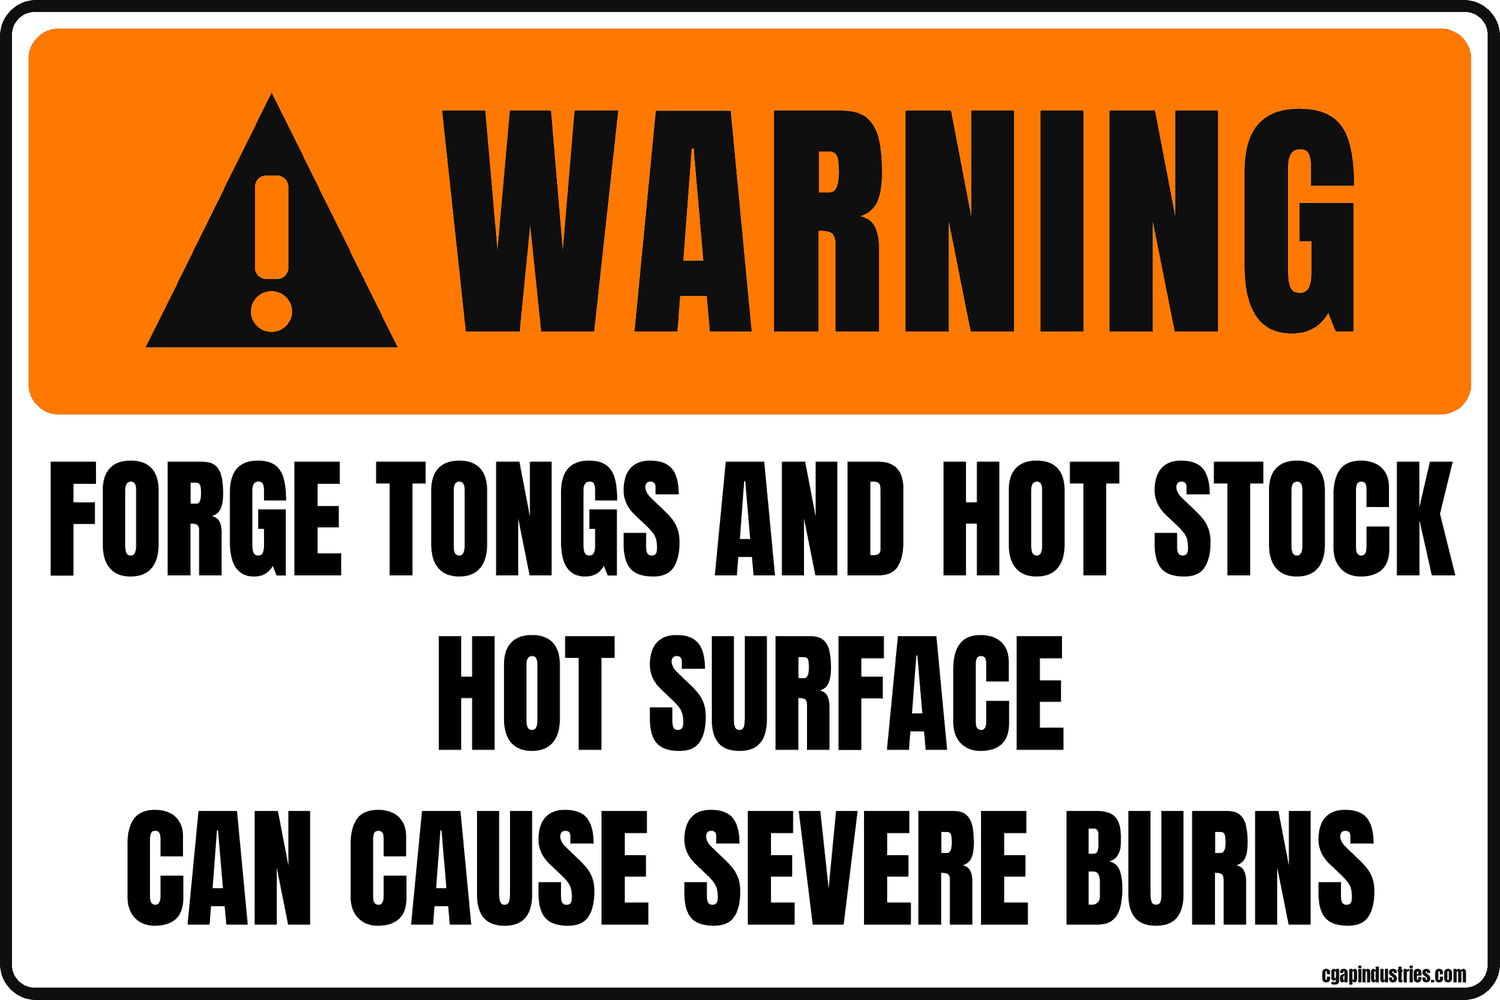 WARNING
FORGE TONGS AND HOT STOCK
HOT SURFACE
CAN CAUSE SEVERE BURNS
cgapindustries.com